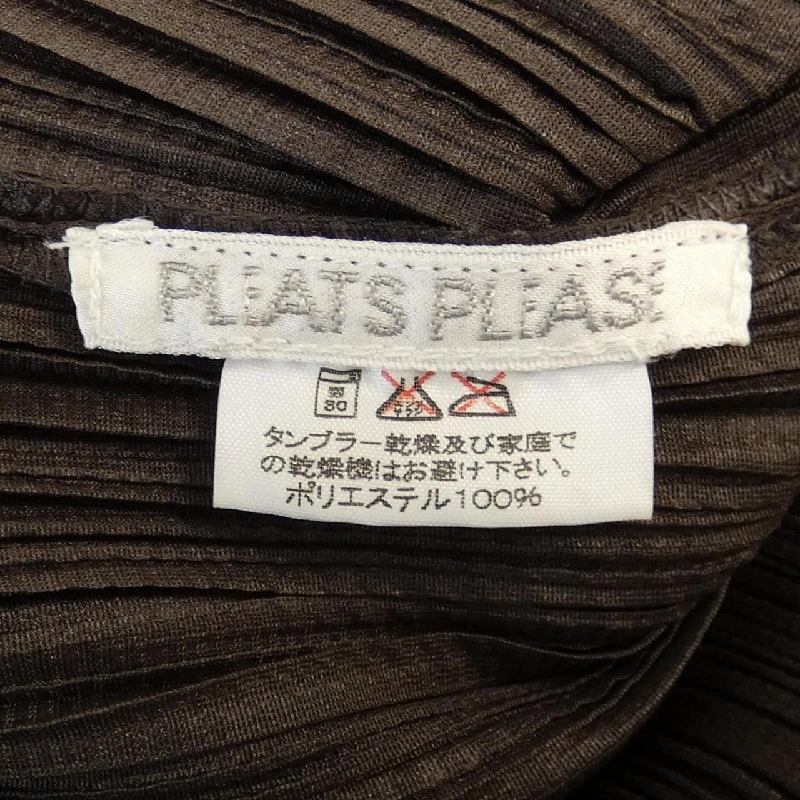 PLEATS PLEASE
30
タンブラー乾燥及び家庭で
の乾燥機はお避け下さい。
ポリエステル100%